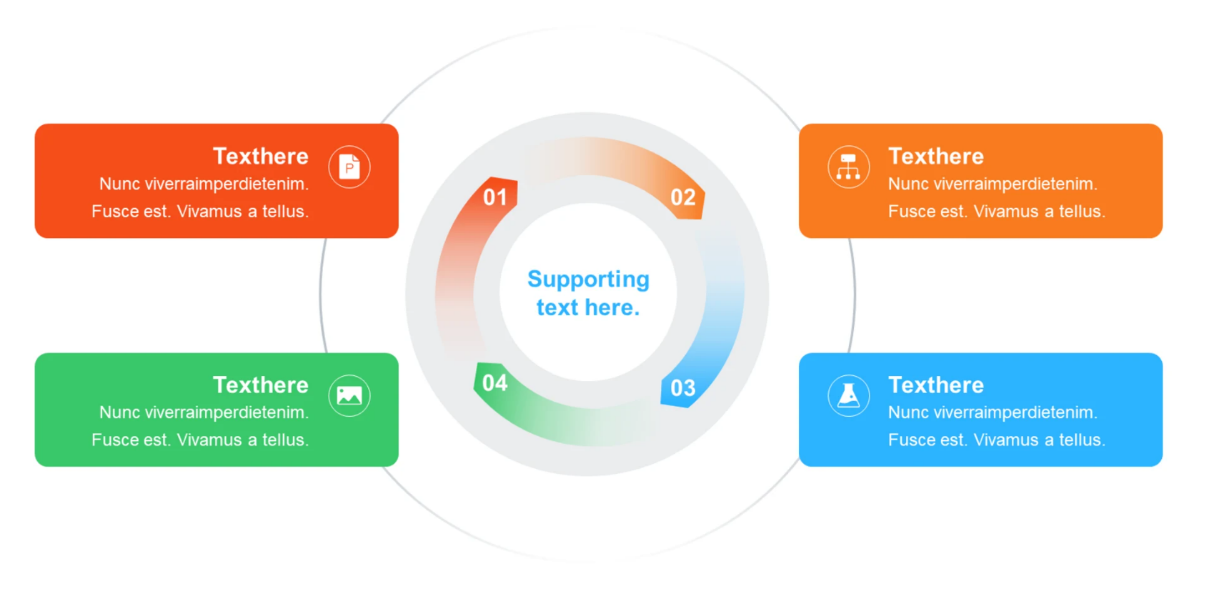 Texthere
Nunc viverraimperdietenim.
Fusce est. Vivamus a tellus.
P
01
02
Texthere
Nunc viverraimperdietenim.
Fusce est. Vivamus a tellus.
Supporting
text here.
Texthere
Nunc viverraimperdietenim.
Fusce est. Vivamus a tellus.
04
03
Texthere
Nunc viverraimperdietenim.
Fusce est. Vivamus a tellus.